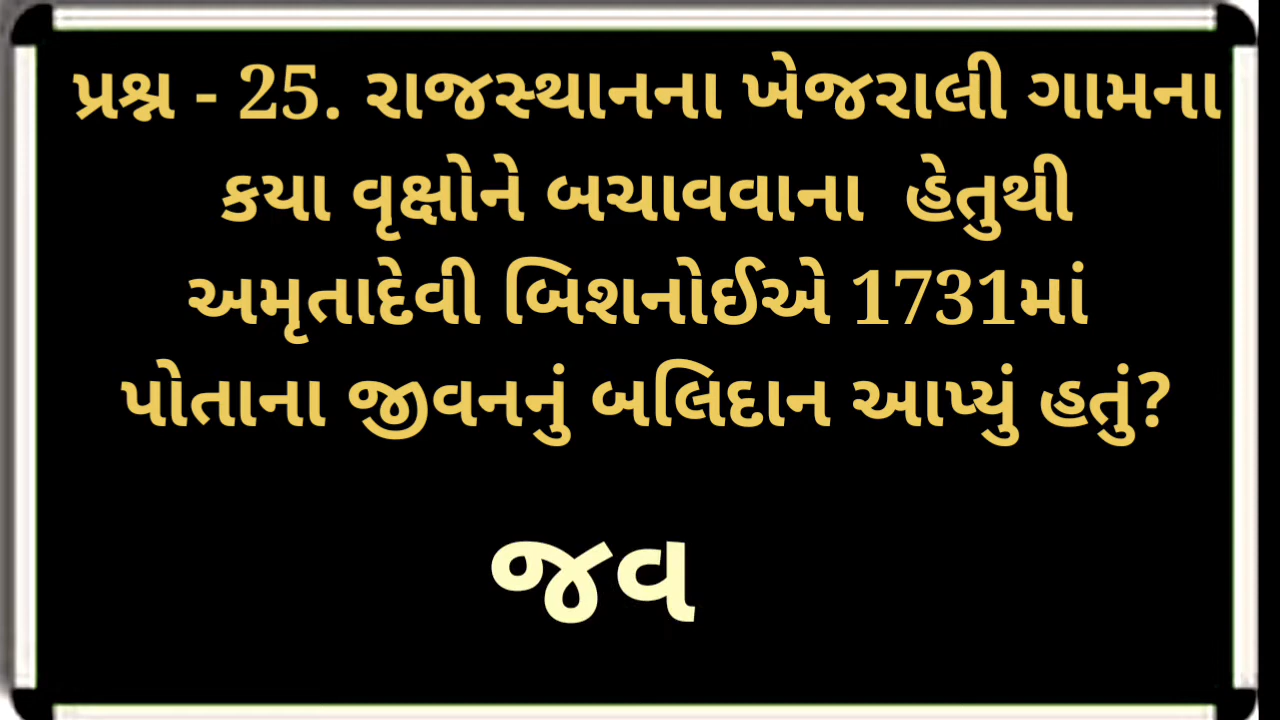 પ્રશ્ન - 25. રાજસ્થાનના ખેજરાલી ગામના
કયા વૃક્ષોને બચાવવાના હેતુથી
અમૃતાદેવી બિશનોઈએ 1731માં
પોતાના જીવનનું બલિદાન આપ્યું હતું?
જવ